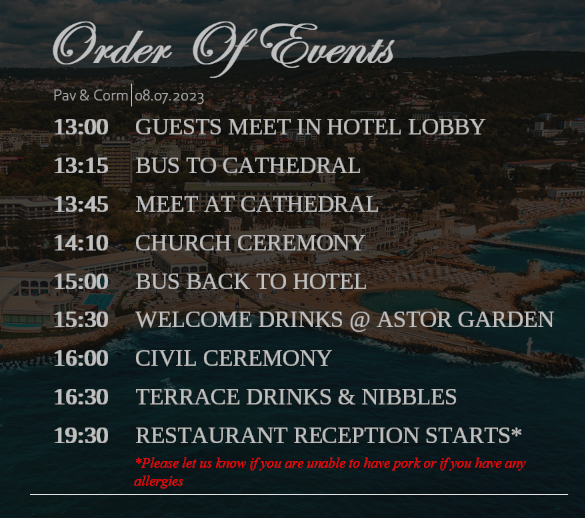 Order Of Events
Pav & Corm 08.07.2023
13:00 GUESTS MEET IN HOTEL LOBBY
13:15 BUS TO CATHEDRAL
13:45 MEET AT CATHEDRAL
14:10 CHURCH CEREMONY
15:00 BUS BACK TO HOTEL
15:30 WELCOME DRINKS @ ASTOR GARDEN
16:00 CIVIL CEREMONY
16:30 TERRACE DRINKS & NIBBLES
19:30 RESTAURANT RECEPTION STARTS*
*Please let us know if you are unable to have pork or if you have any
allergies